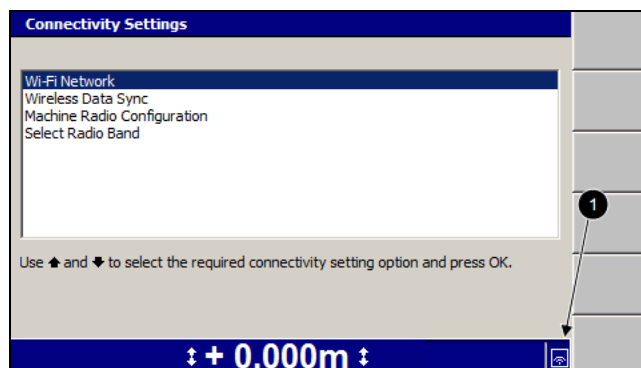 Connectivity Settings
Wi-Fi Network
Wireless Data Sync
Machine Radio Configuration
Select Radio Band
1
Use ⬆ and ⬇ to select the required connectivity setting option and press OK.
↕ + 0.000m ↕